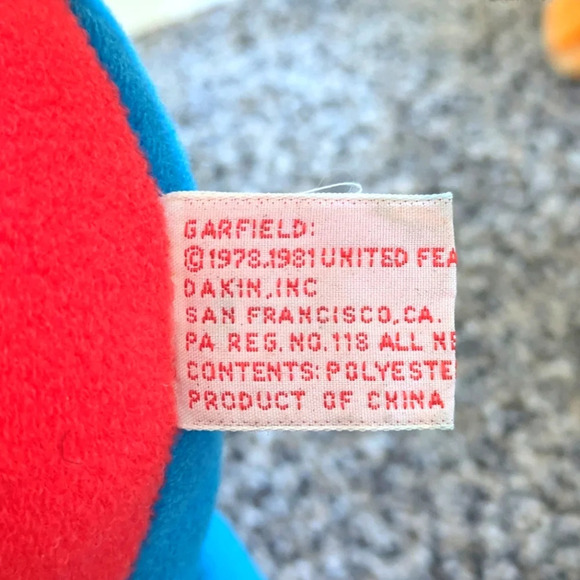 GARFIELD:
©1978,1981 UNITED FEA
DAKIN,INC
SAN FRANCISCO,CA.
PA REG.NO.118 ALL NE
CONTENTS: POLYESTE
PRODUCT OF CHINA